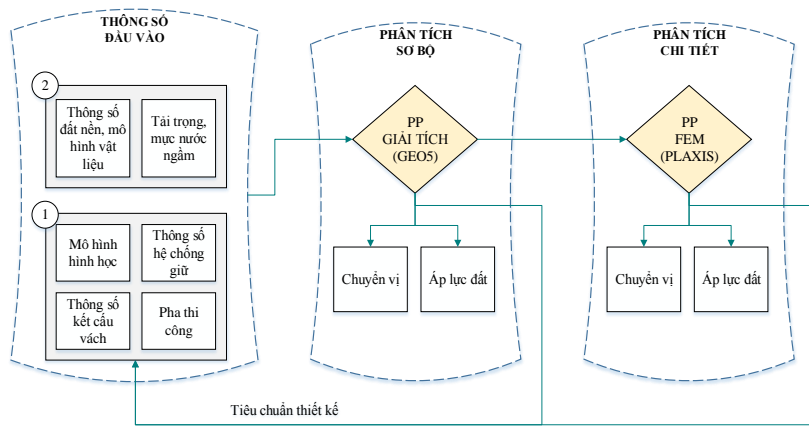 THÔNG SỐ
ĐẦU VÀO
2
Thông số
đất nền, mô
hình vật
liệu
Tải trọng,
mực nước
ngầm
1
Mô hình
hình học
Thông số
hệ chống
giữ
Thông số
kết cấu
vách
Pha thi
công
PHÂN TÍCH
SƠ BỘ
PP
GIẢI TÍCH
(GEO5)
Chuyển vị
Áp lực đất
PHÂN TÍCH
CHI TIẾT
PP
FEM
(PLAXIS)
Chuyển vị
Áp lực đất
Tiêu chuẩn thiết kế